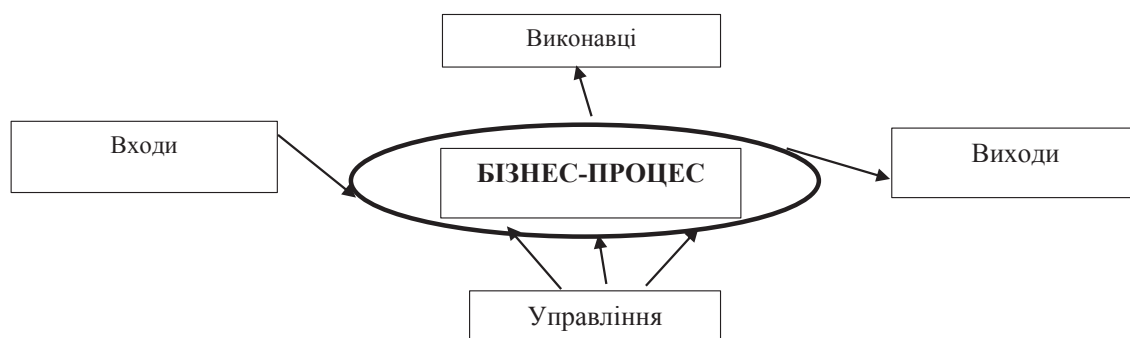 Виконавці
Входи
Виходи
БІЗНЕС-ПРОЦЕС
Управління